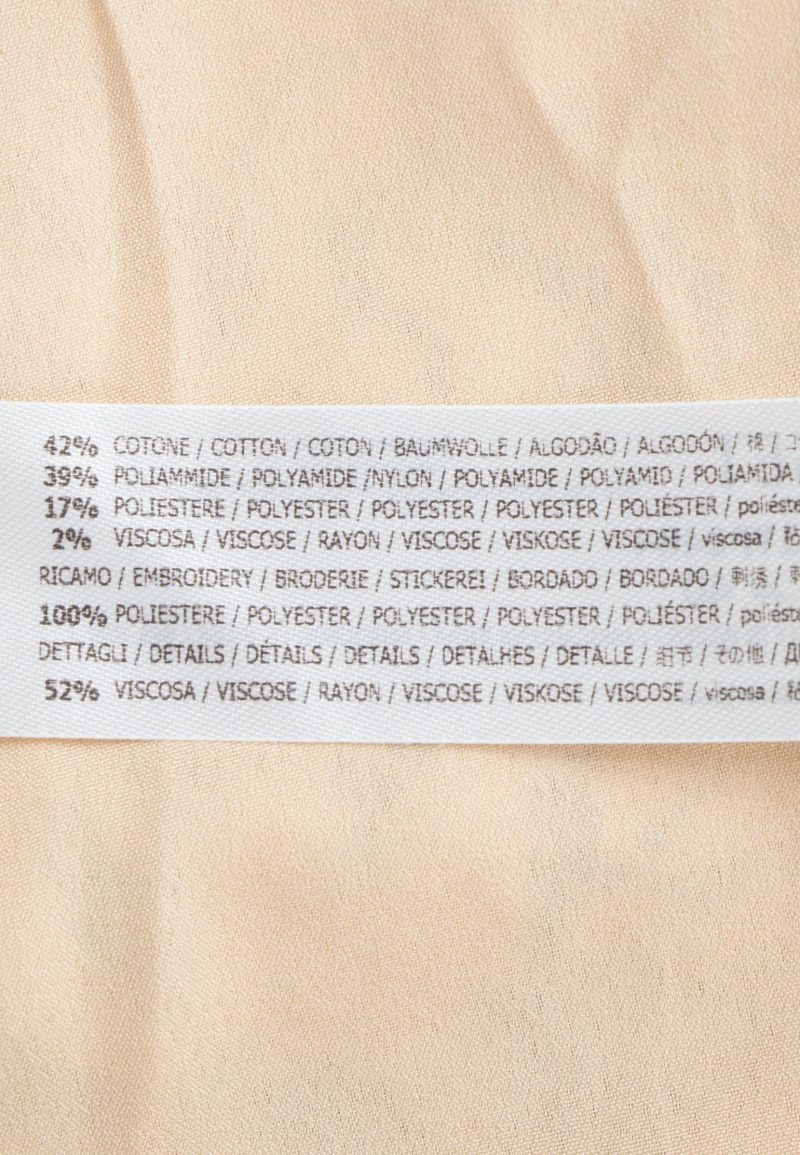 42% COTONE / COTTON / COTON / BAUMWOLLE / ALGODÃO / ALGODÓN / 棉 /
39% POLIAMMIDE / POLYAMIDE /NYLON / POLYAMIDE / POLYAMID / POLIAMIDA /
17% POLIESTERE / POLYESTER / POLYESTER / POLYESTER / POLIÉSTER / poliéste
2% VISCOSA / VISCOSE / RAYON / VISCOSE / VISKOSE / VISCOSE / viscosa /
RICAMO / EMBROIDERY / BRODERIE / STICKEREI / BORDADO / BORDADO / 刺绣 /
100% POLIESTERE / POLYESTER / POLYESTER / POLYESTER / POLIÉSTER / poliéste
DETTAGLI / DETAILS / DÉTAILS / DETAILS / DETALHES / DETALLE / 细节 / その他 /
52% VISCOSA / VISCOSE / RAYON / VISCOSE / VISKOSE / VISCOSE / viscosa /